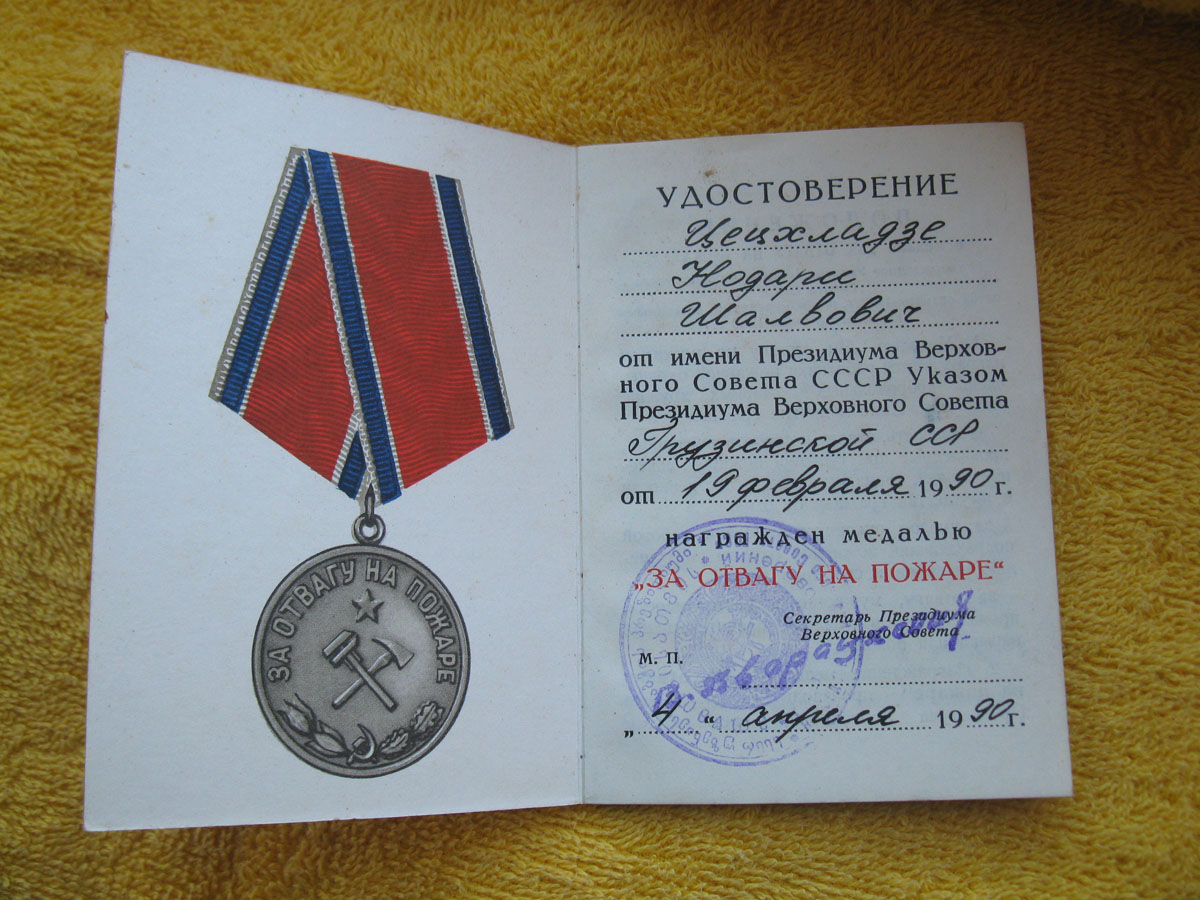 ЗА ОТВАГУ НА ПОЖАРЕ
УДОСТОВЕРЕНИЕ
Цецхладзе
Нодари
Шалвович
от имени Президиума Верхов-
ного Совета СССР Указом
Президиума Верховного Совета
Грузинской ССР
от 19 февраля 1990 г.
награжден медалью
„ЗА ОТВАГУ НА ПОЖАРЕ“
Секретарь Президиума
Верховного Совета
М. П.
„4“ апреля 1990 г.